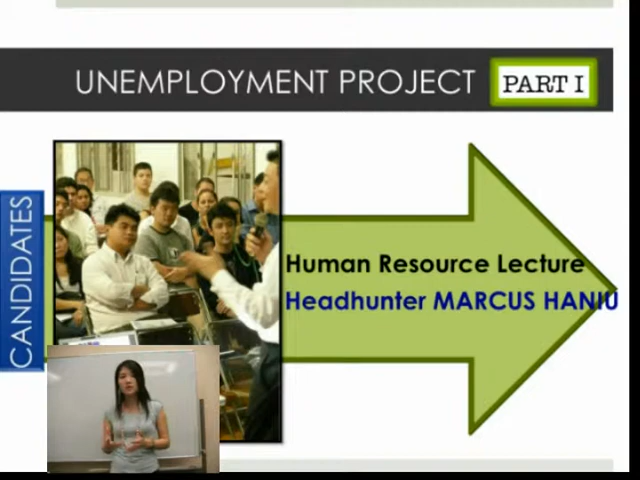 UNEMPLOYMENT PROJECT PART I
CANDIDATES
Human Resource Lecture
Headhunter MARCUS HANIU